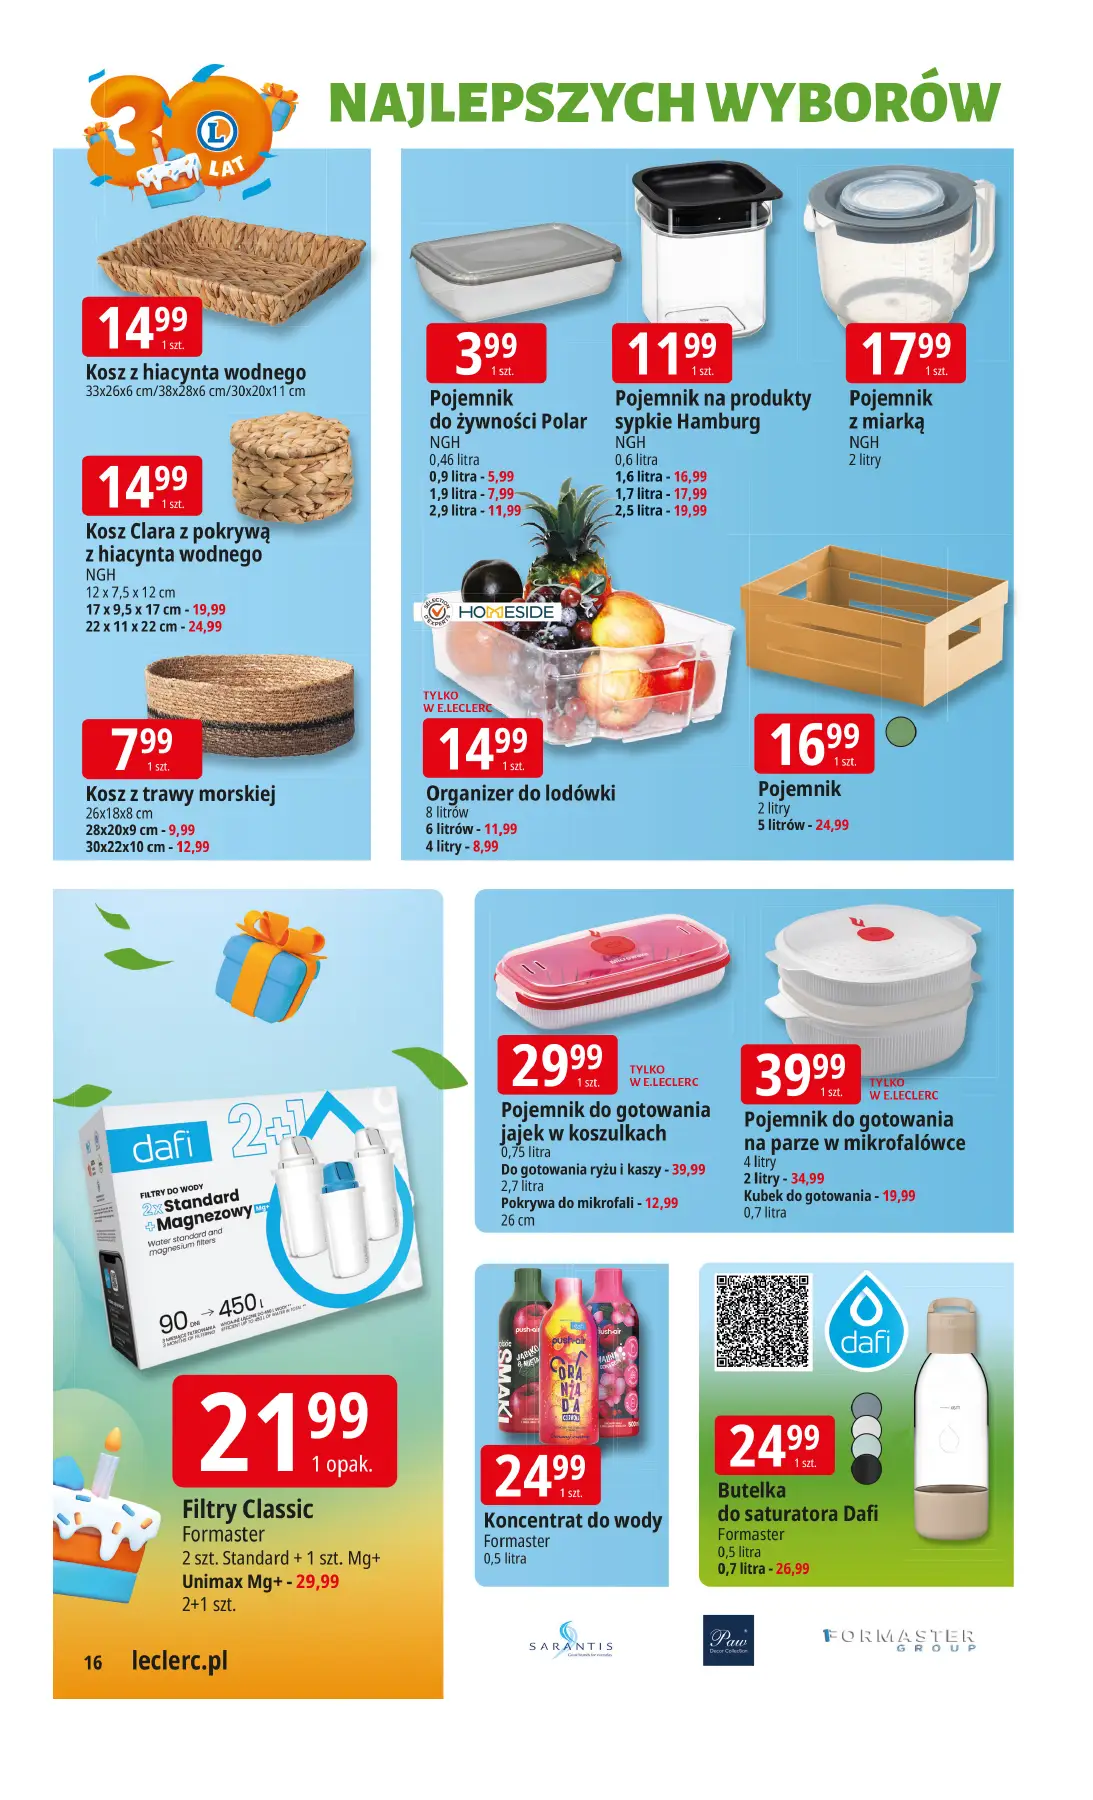 30 LAT
NAJLEPSZYCH WYBORÓW
14 99
1 szt.
Kosz z hiacynta wodnego
33x26x6 cm/38x28x6 cm/30x20x11 cm
14 99
1 szt.
Kosz Clara z pokrywą
z hiacynta wodnego
NGH
12 x 7,5 x 12 cm
17 x 9,5 x 17 cm - 19,99
22 x 11 x 22 cm - 24,99
7 99
1 szt.
Kosz z trawy morskiej
26x18x8 cm
28x20x9 cm - 9,99
30x22x10 cm - 12,99
3 99
1 szt.
Pojemnik
do żywności Polar
NGH
0,46 litra
0,9 litra - 5,99
1,9 litra - 7,99
2,9 litra - 11,99
11 99
1 szt.
Pojemnik na produkty
sypkie Hamburg
NGH
0,6 litra
1,6 litra - 16,99
1,7 litra - 17,99
2,5 litra - 19,99
17 99
1 szt.
Pojemnik
z miarką
NGH
2 litry
SÉLECTION D'EXPERTS
HOMESIDE
TYLKO
W E.LECLERC
14 99
1 szt.
Organizer do lodówki
8 litrów
6 litrów - 11,99
4 litry - 8,99
16 99
1 szt.
Pojemnik
2 litry
5 litrów - 24,99
dafi
2+1
FILTRY DO WODY
2x Standard
+ Magnezowy Mg+
Water standard and
magnesium filters
90 DNI → 450 L
21 99
1 opak.
Filtry Classic
Formaster
2 szt. Standard + 1 szt. Mg+
Unimax Mg+ - 29,99
2+1 szt.
16 leclerc.pl
29 99
1 szt.
TYLKO
W E.LECLERC
Pojemnik do gotowania
jajek w koszulkach
0,75 litra
Do gotowania ryżu i kaszy - 39,99
2,7 litra
Pokrywa do mikrofali - 12,99
26 cm
39 99
1 szt.
TYLKO
W E.LECLERC
Pojemnik do gotowania
na parze w mikrofalówce
4 litry
2 litry - 34,99
Kubek do gotowania - 19,99
0,7 litra
push-air
SMAKI
JABŁKO
& MIĘTA
push-air
ORANŻADA
CZERWONA
push-air
MALINA
24 99
1 szt.
Koncentrat do wody
Formaster
0,5 litra
dafi
24 99
1 szt.
Butelka
do saturatora Dafi
Formaster
0,5 litra
0,7 litra - 26,99
SARANTIS
Paw
Decor Collection
FORMASTER
GROUP